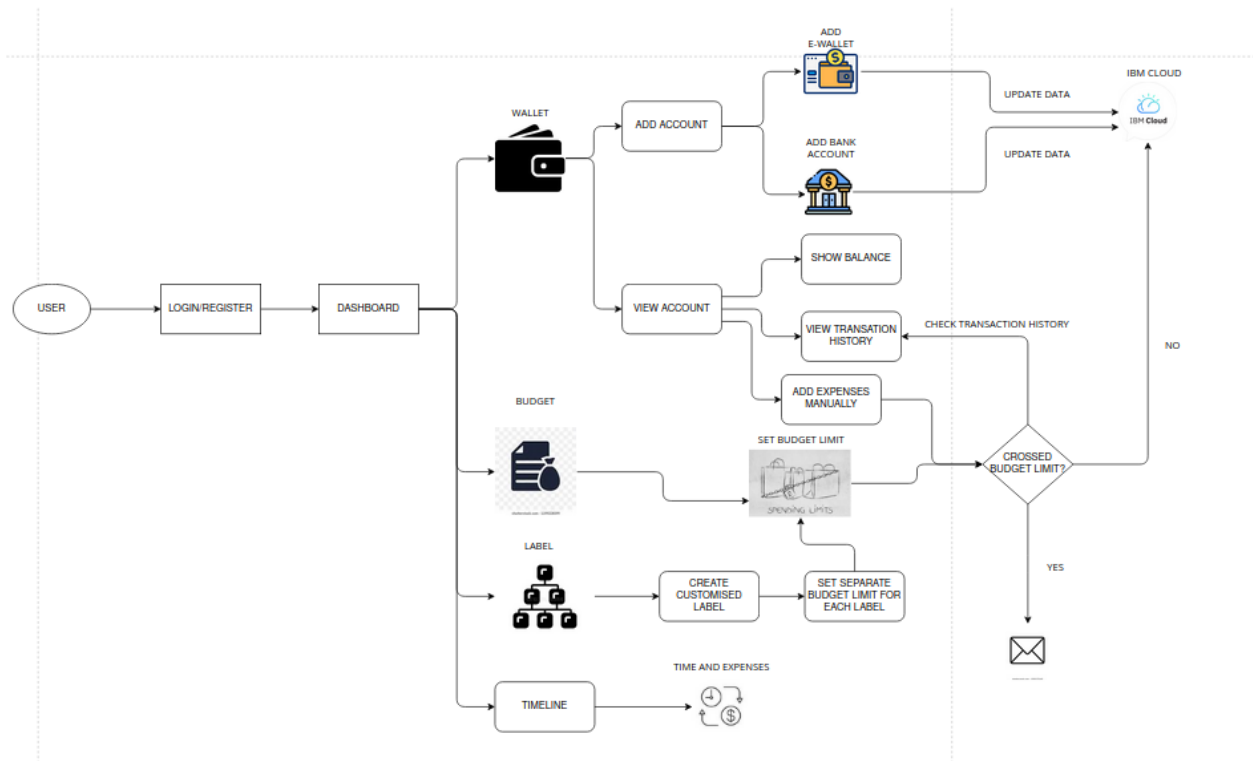 ADD
E-WALLET
IBM CLOUD
UPDATE DATA
IBM Cloud
WALLET
ADD ACCOUNT
ADD BANK
ACCOUNT
UPDATE DATA
SHOW BALANCE
USER
LOGIN/REGISTER
DASHBOARD
VIEW ACCOUNT
VIEW TRANSATION
HISTORY
CHECK TRANSACTION HISTORY
NO
ADD EXPENSES
MANUALLY
BUDGET
SET BUDGET LIMIT
CROSSED
BUDGET LIMIT?
SPENDING LIMITS
LABEL
CREATE
CUSTOMISED
LABEL
SET SEPARATE
BUDGET LIMIT FOR
EACH LABEL
YES
TIME AND EXPENSES
TIMELINE